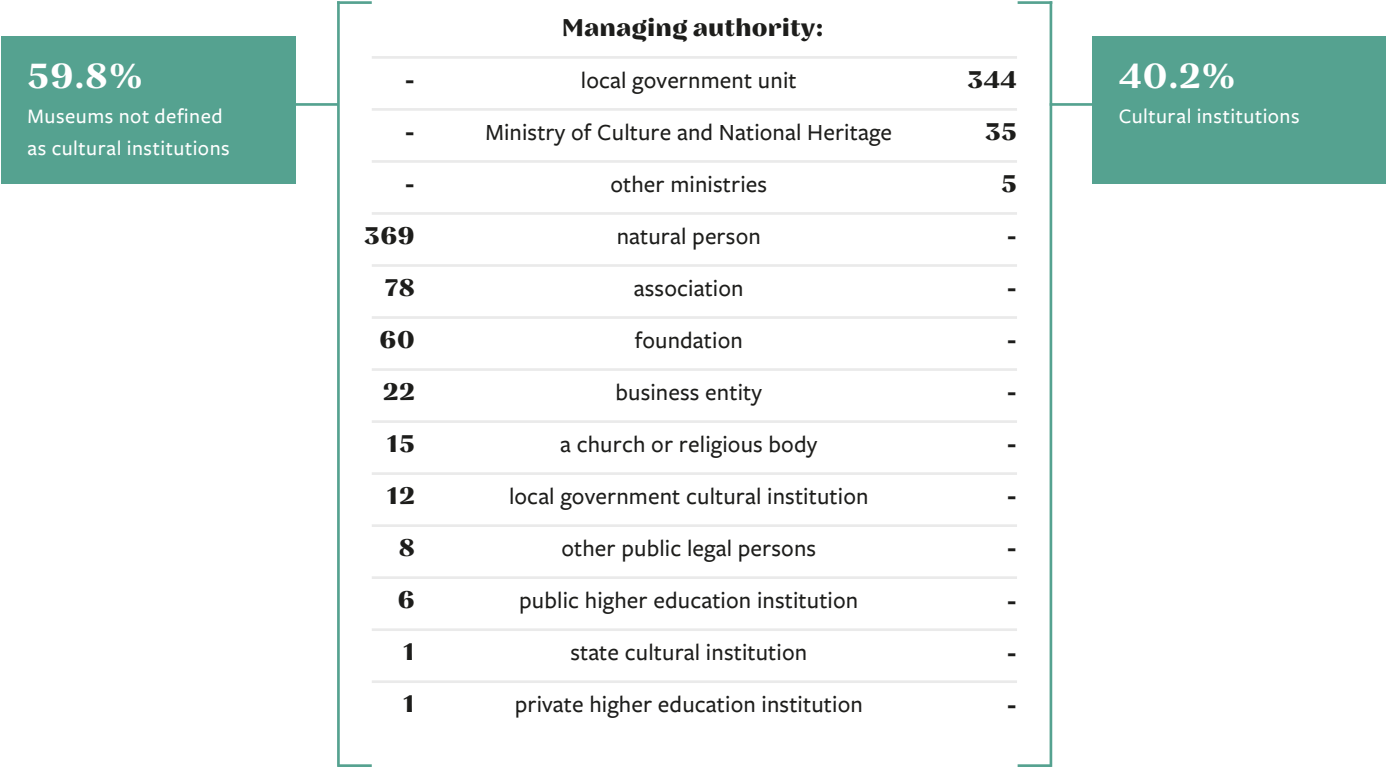 Managing authority:
59.8%
Museums not defined
as cultural institutions
40.2%
Cultural institutions
- local government unit 344
- Ministry of Culture and National Heritage 35
- other ministries 5
369 natural person -
78 association -
60 foundation -
22 business entity -
15 a church or religious body -
12 local government cultural institution -
8 other public legal persons -
6 public higher education institution -
1 state cultural institution -
1 private higher education institution -